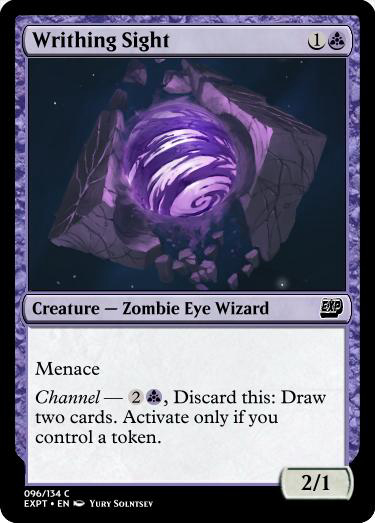 Writhing Sight 1
Creature — Zombie Eye Wizard EXP
Menace
Channel — 2, Discard this: Draw
two cards. Activate only if you
control a token.
2/1
096/134 C
EXPT • EN Yury Solntsev